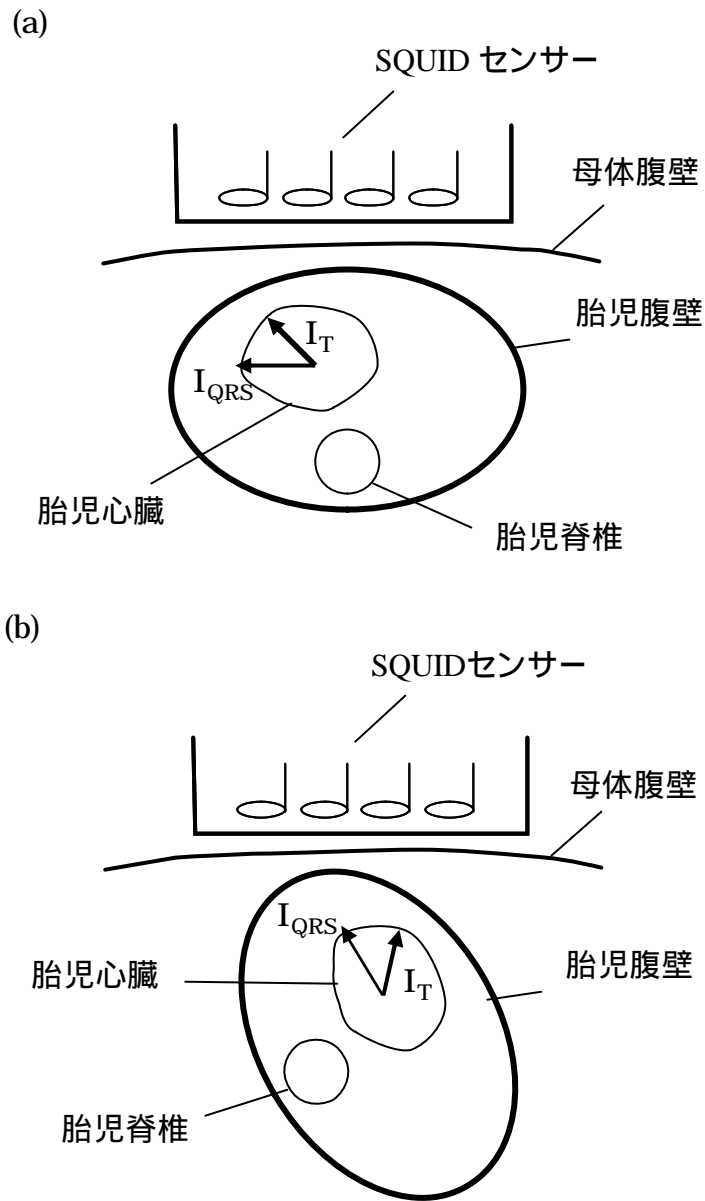 (a)
SQUID センサー
母体腹壁
胎児腹壁
I_T
I_QRS
胎児心臓
胎児脊椎
(b)
SQUIDセンサー
母体腹壁
I_QRS
胎児腹壁
胎児心臓
I_T
胎児脊椎